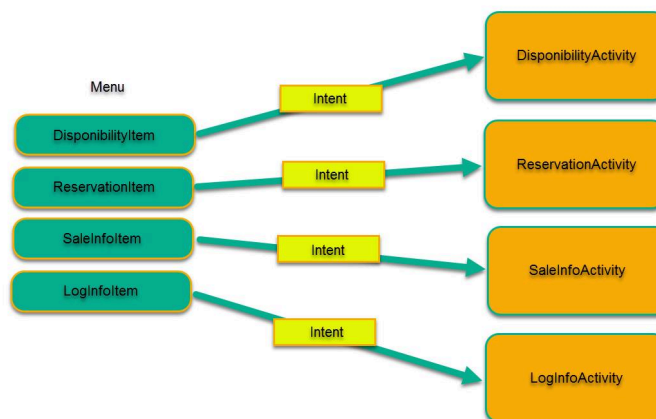 Menu
DisponibilityItem
Intent
DisponibilityActivity
ReservationItem
Intent
ReservationActivity
SaleInfoItem
Intent
SaleInfoActivity
LogInfoItem
Intent
LogInfoActivity